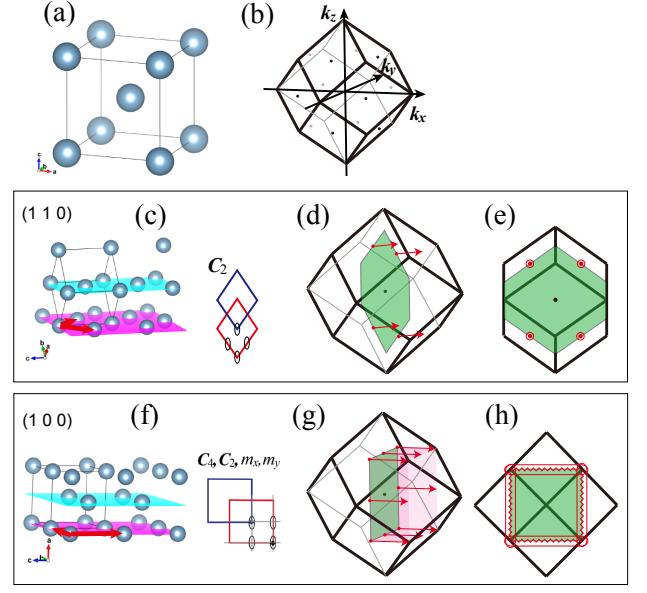 (a)
(b)
k_z
k_y
k_x
c
b
a
(1 1 0)
(c)
(d)
(e)
C_2
b
a
c
(1 0 0)
(f)
(g)
(h)
C_4, C_2, m_x, m_y
a
b
c